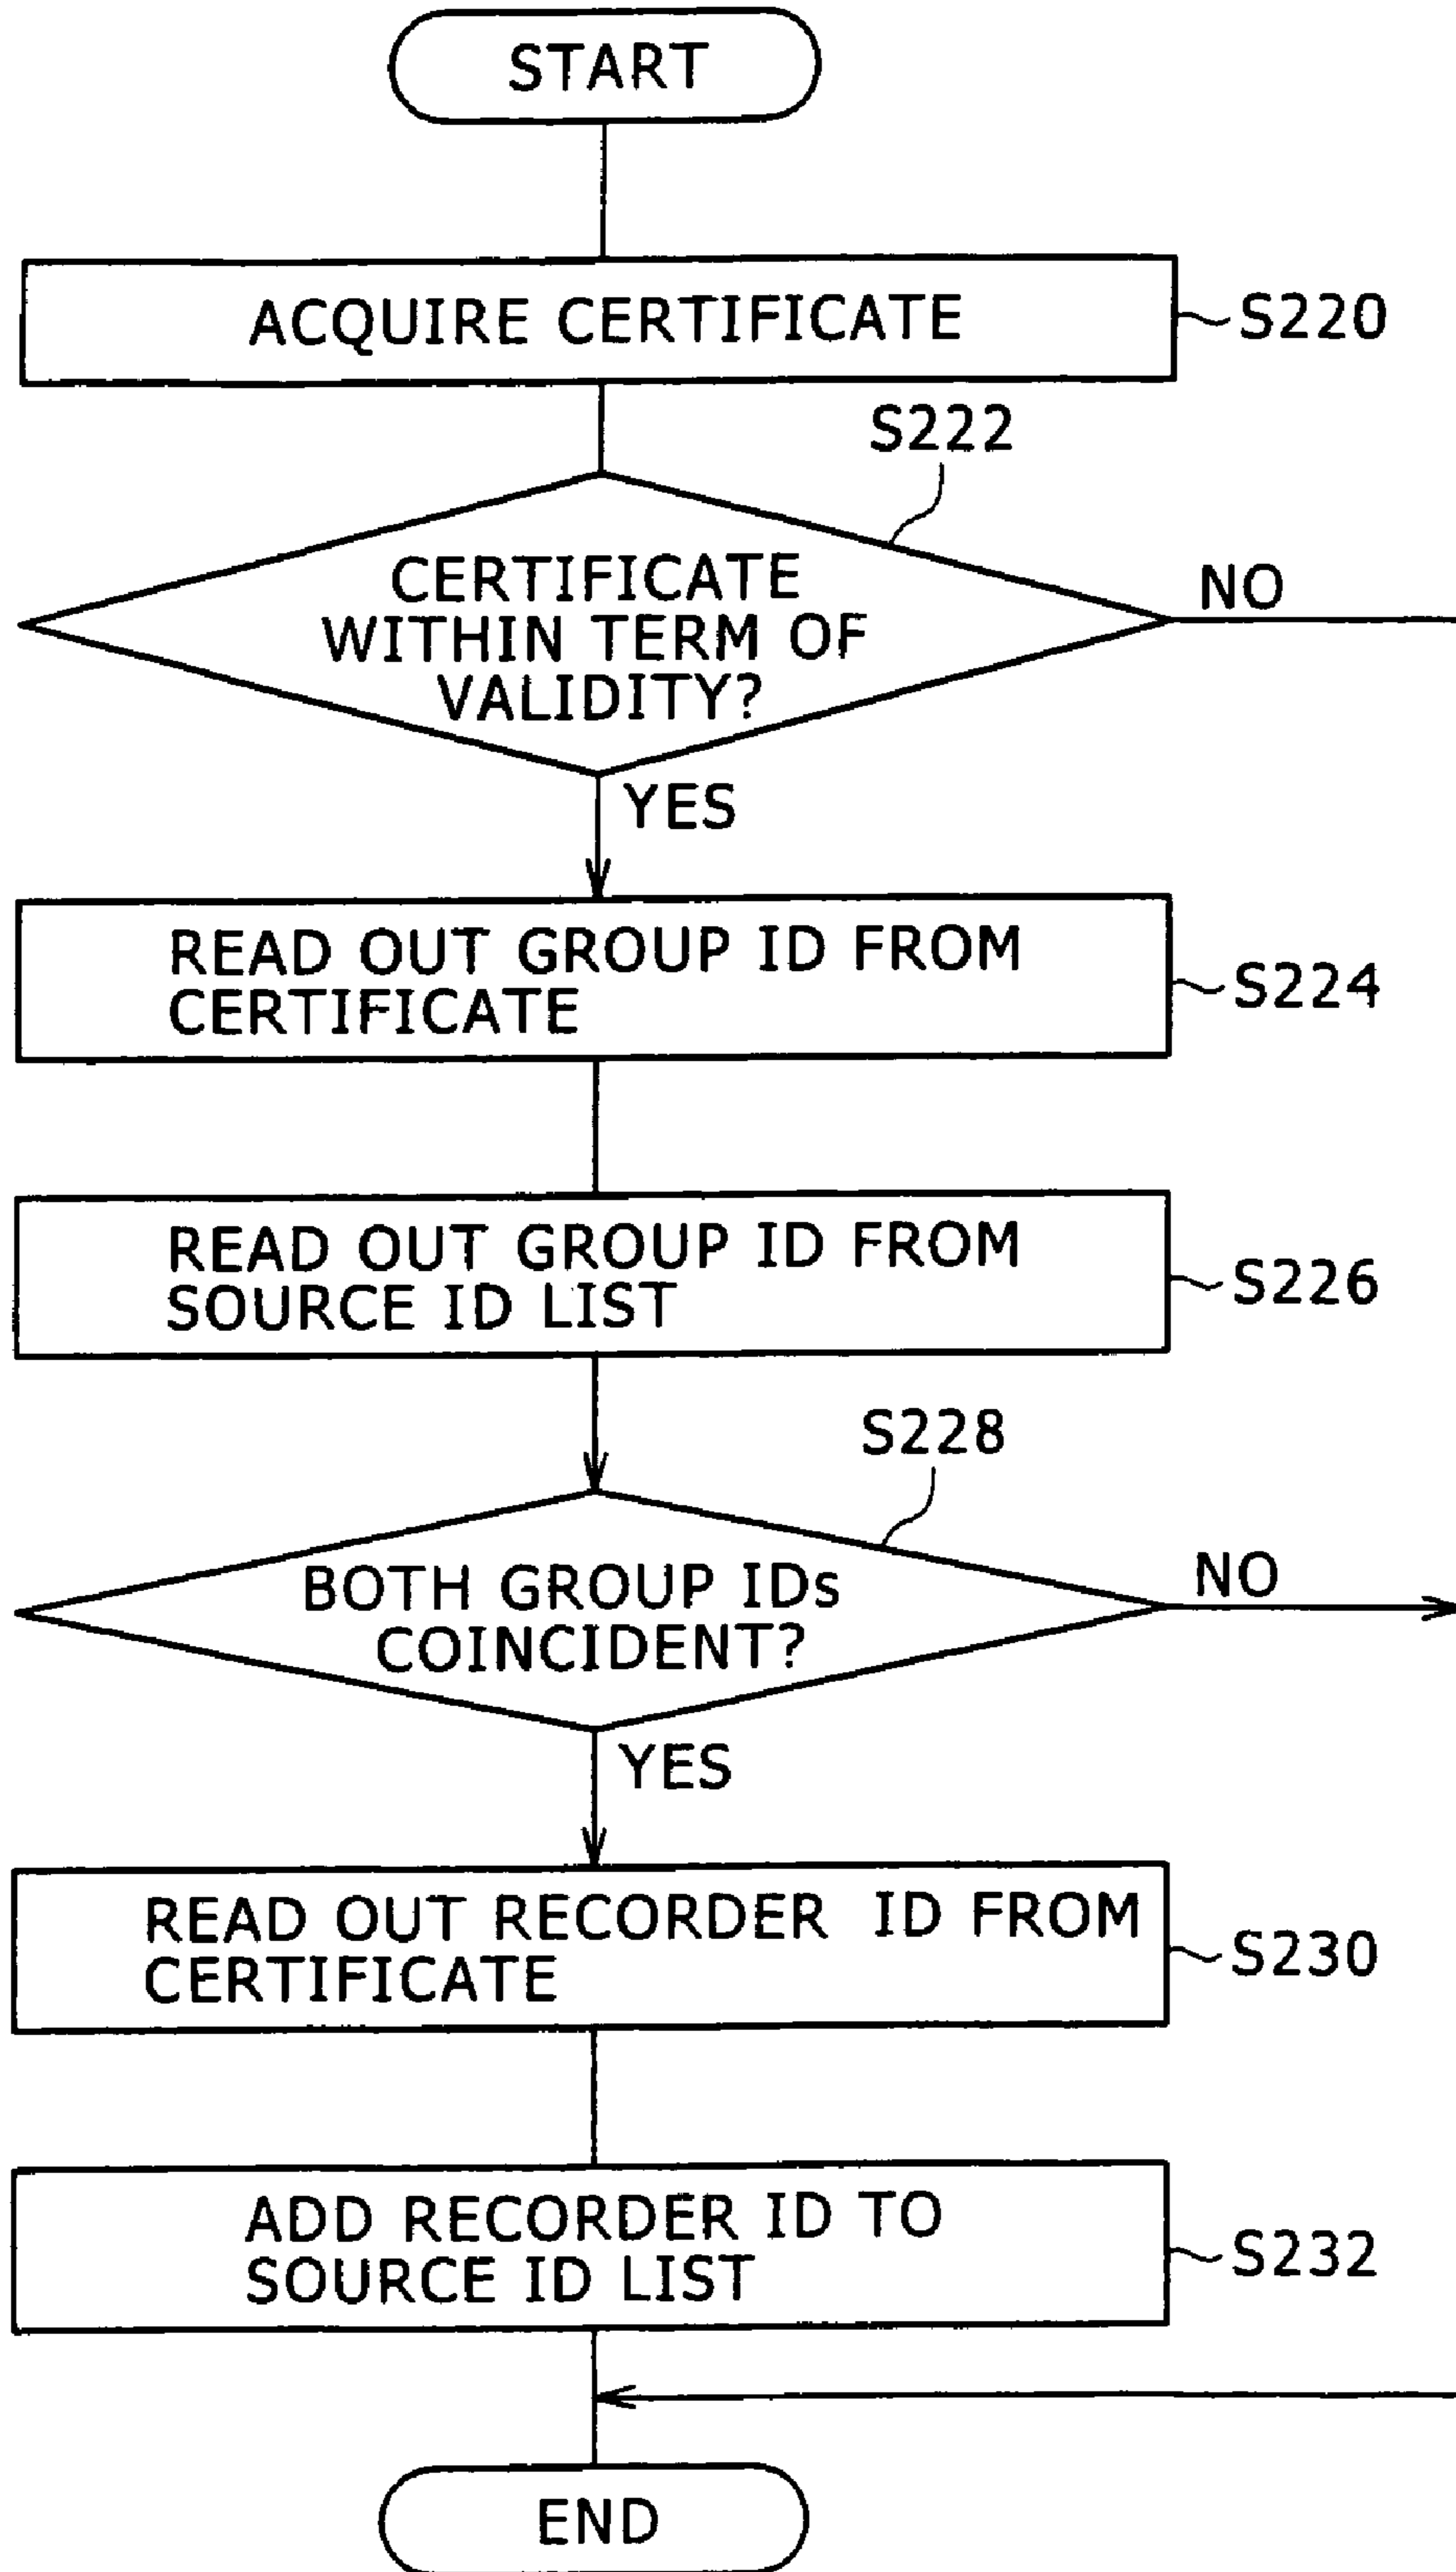 START
ACQUIRE CERTIFICATE
S220
S222
CERTIFICATE
WITHIN TERM OF
VALIDITY?
NO
YES
READ OUT GROUP ID FROM
CERTIFICATE
S224
READ OUT GROUP ID FROM
SOURCE ID LIST
S226
S228
BOTH GROUP IDs
COINCIDENT?
NO
YES
READ OUT RECORDER ID FROM
CERTIFICATE
S230
ADD RECORDER ID TO
SOURCE ID LIST
S232
END